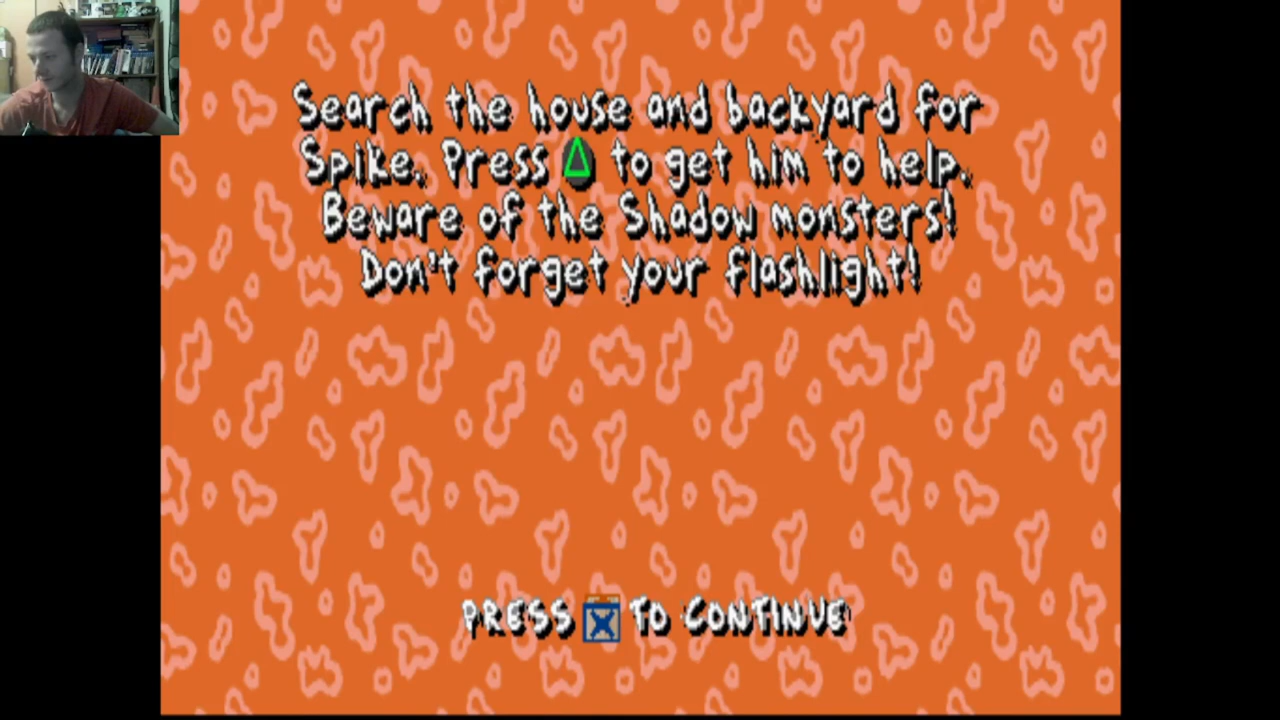 Search the house and backyard for
Spike. Press △ to get him to help.
Beware of the Shadow monsters!
Don't forget your flashlight!
PRESS X TO CONTINUE